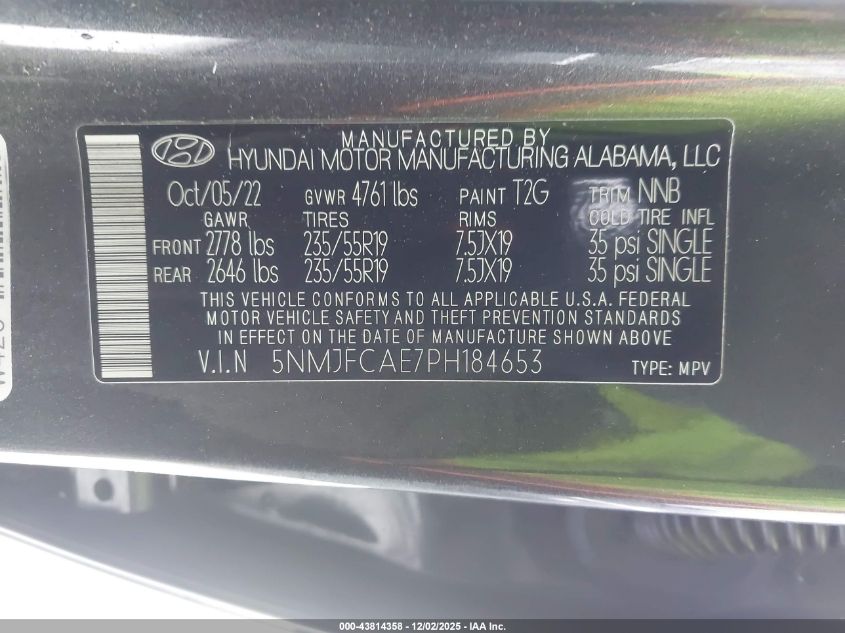 MANUFACTURED BY
HYUNDAI MOTOR MANUFACTURING ALABAMA, LLC
Oct/05/22 GVWR 4761 lbs PAINT T2G TRIM NNB
GAWR TIRES RIMS COLD TIRE INFL
FRONT 2778 lbs 235/55R19 7.5JX19 35 psi SINGLE
REAR 2646 lbs 235/55R19 7.5JX19 35 psi SINGLE
THIS VEHICLE CONFORMS TO ALL APPLICABLE U.S.A. FEDERAL
MOTOR VEHICLE SAFETY AND THEFT PREVENTION STANDARDS
IN EFFECT ON THE DATE OF MANUFACTURE SHOWN ABOVE
V.I.N 5NMJFCAE7PH184653 TYPE: MPV
000-43814358 - 12/02/2025 - IAA Inc.